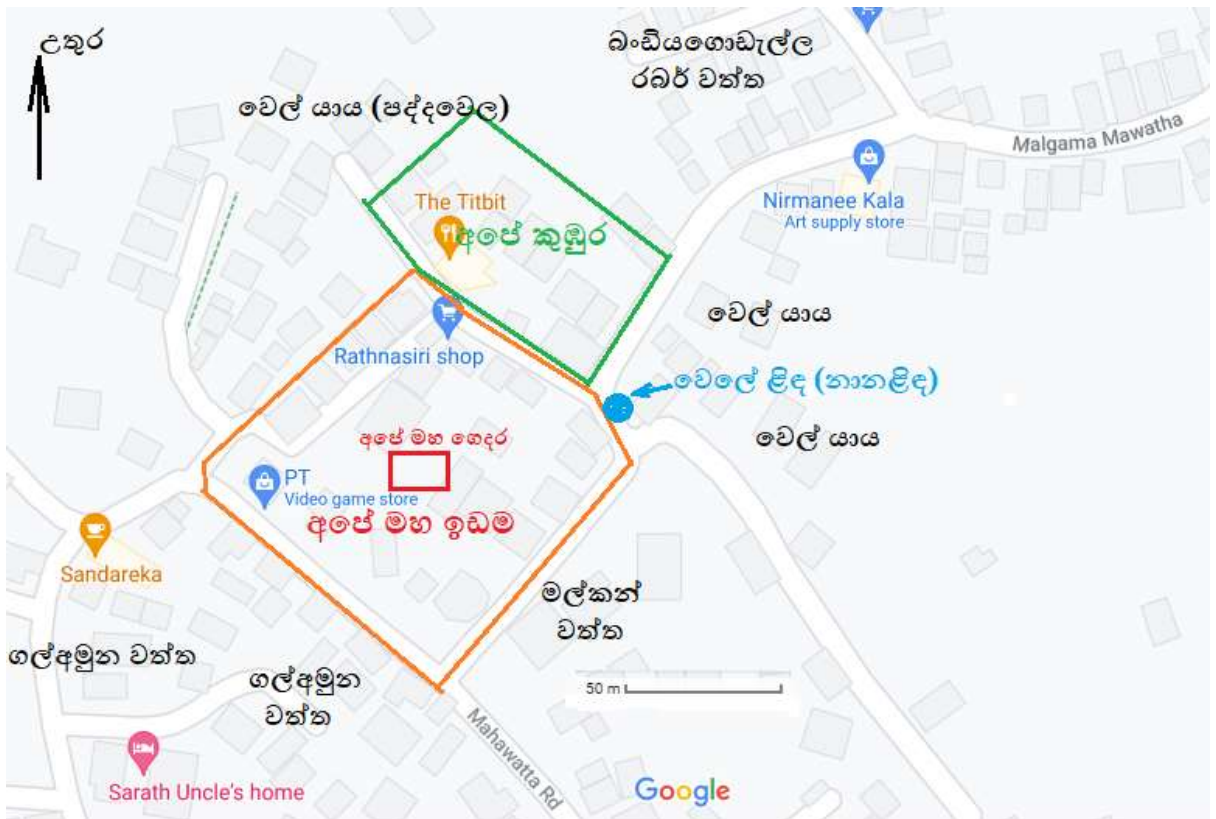 උතුර
බංඩියගොඩැල්ල
රබර් වත්ත
වෙල් යාය (පද්දවෙල)
Malgama Mawatha
Nirmanee Kala
Art supply store
The Titbit
අපේ කුඹුර
වෙල් යාය
Rathnasiri shop
වෙලේ ළිඳ (නානළිඳ)
වෙල් යාය
අපේ මහ ගෙදර
PT
Video game store
අපේ මහ ඉඩම
Sandareka
මල්කන්
වත්ත
ගල්අමුන වත්ත
ගල්අමුන
වත්ත
50 m
Mahawatta Rd
Sarath Uncle's home
Google